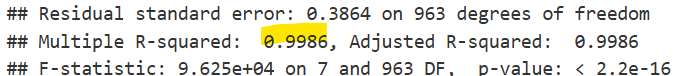 ## Residual standard error: 0.3864 on 963 degrees of freedom
## Multiple R-squared:  0.9986, Adjusted R-squared:  0.9986
## F-statistic: 9.625e+04 on 7 and 963 DF,  p-value: < 2.2e-16